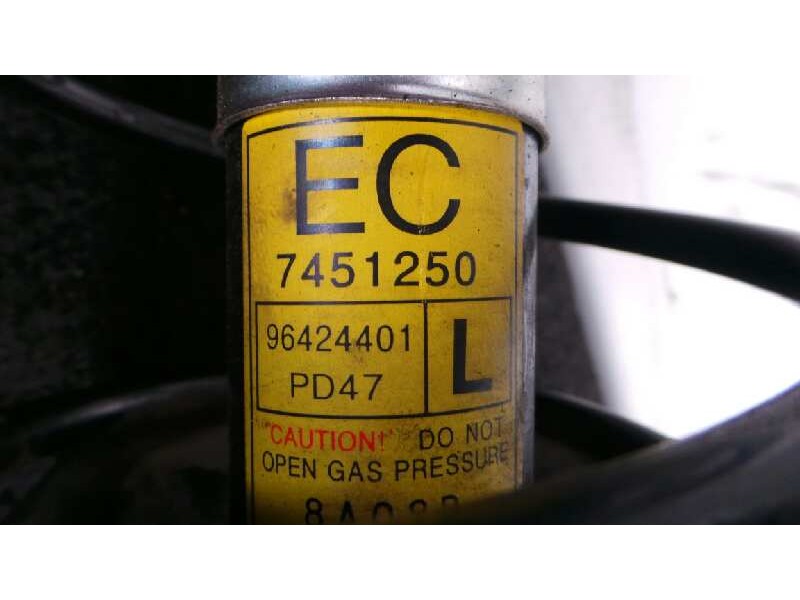 EC
7451250
96424401 L
PD47
"CAUTION!" DO NOT
OPEN GAS PRESSURE